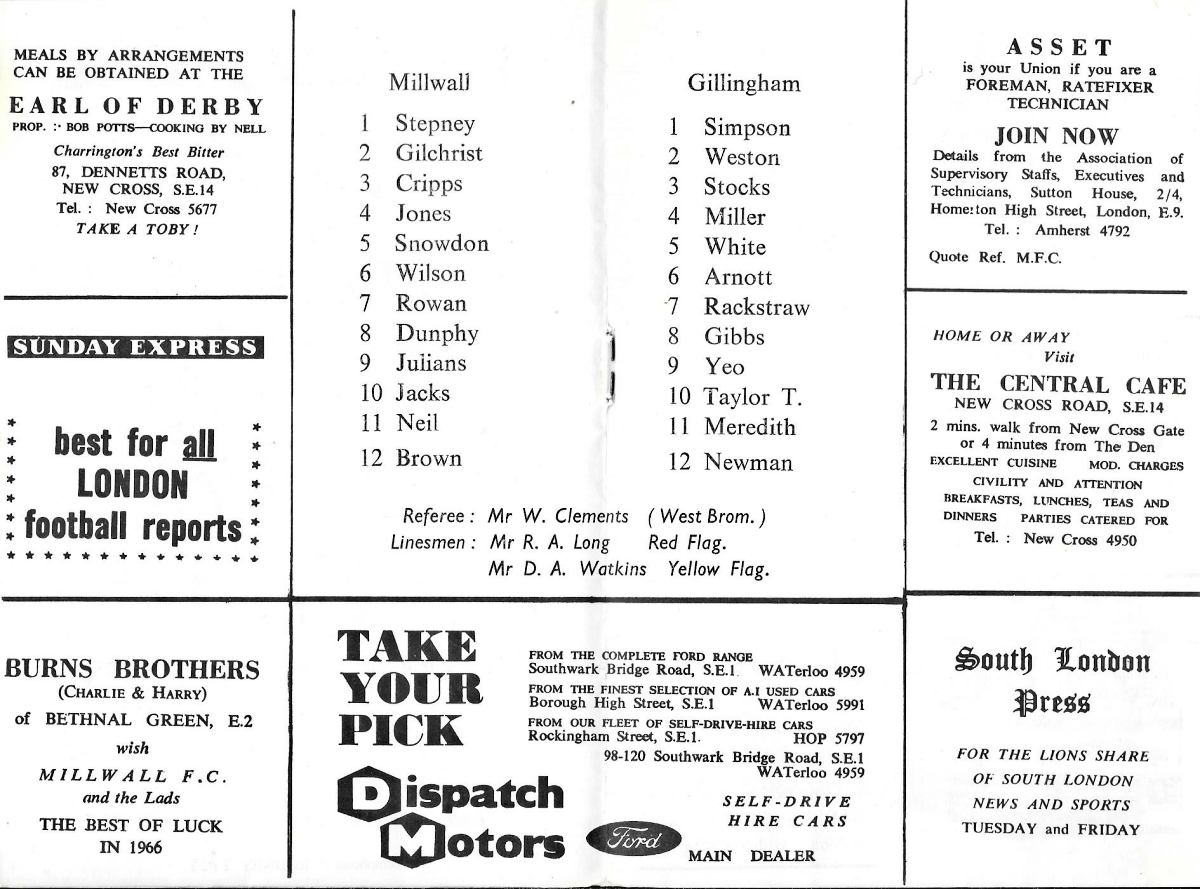 MEALS BY ARRANGEMENTS
CAN BE OBTAINED AT THE
EARL OF DERBY
PROP. :- BOB POTTS—COOKING BY NELL
Charrington's Best Bitter
87, DENNETTS ROAD,
NEW CROSS, S.E.14
Tel. : New Cross 5677
TAKE A TOBY!
SUNDAY EXPRESS
best for all
LONDON
football reports
BURNS BROTHERS
(CHARLIE & HARRY)
of BETHNAL GREEN, E.2
wish
MILLWALL F.C.
and the Lads
THE BEST OF LUCK
IN 1966
Millwall
1 Stepney
2 Gilchrist
3 Cripps
4 Jones
5 Snowdon
6 Wilson
7 Rowan
8 Dunphy
9 Julians
10 Jacks
11 Neil
12 Brown
Gillingham
1 Simpson
2 Weston
3 Stocks
4 Miller
5 White
6 Arnott
7 Rackstraw
8 Gibbs
9 Yeo
10 Taylor T.
11 Meredith
12 Newman
Referee : Mr W. Clements (West Brom.)
Linesmen : Mr R. A. Long Red Flag.
Mr D. A. Watkins Yellow Flag.
TAKE
YOUR
PICK
Dispatch
Motors
FROM THE COMPLETE FORD RANGE
Southwark Bridge Road, S.E.1 WATerloo 4959
FROM THE FINEST SELECTION OF A.I USED CARS
Borough High Street, S.E.1 WATerloo 5991
FROM OUR FLEET OF SELF-DRIVE-HIRE CARS
Rockingham Street, S.E.1. HOP 5797
98-120 Southwark Bridge Road, S.E.1
WATerloo 4959
SELF-DRIVE
HIRE CARS
Ford
MAIN DEALER
ASSET
is your Union if you are a
FOREMAN, RATEFIXER
TECHNICIAN
JOIN NOW
Details from the Association of
Supervisory Staffs, Executives and
Technicians, Sutton House, 2/4,
Homerton High Street, London, E.9.
Tel. : Amherst 4792
Quote Ref. M.F.C.
HOME OR AWAY
Visit
THE CENTRAL CAFE
NEW CROSS ROAD, S.E.14
2 mins. walk from New Cross Gate
or 4 minutes from The Den
EXCELLENT CUISINE MOD. CHARGES
CIVILITY AND ATTENTION
BREAKFASTS, LUNCHES, TEAS AND
DINNERS PARTIES CATERED FOR
Tel. : New Cross 4950
South London
Press
FOR THE LIONS SHARE
OF SOUTH LONDON
NEWS AND SPORTS
TUESDAY and FRIDAY